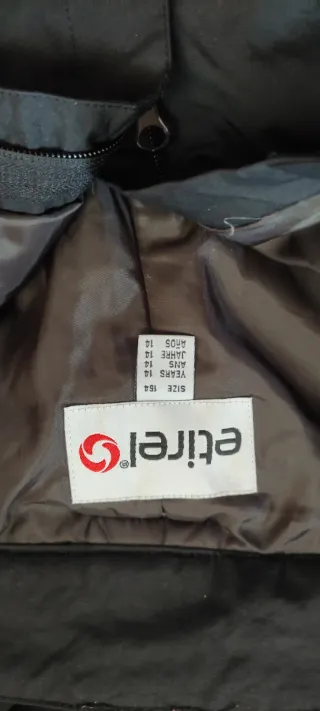 etirel®
SIZE 164
YEARS 14
ANS 14
JAHRE 14
AÑOS 14